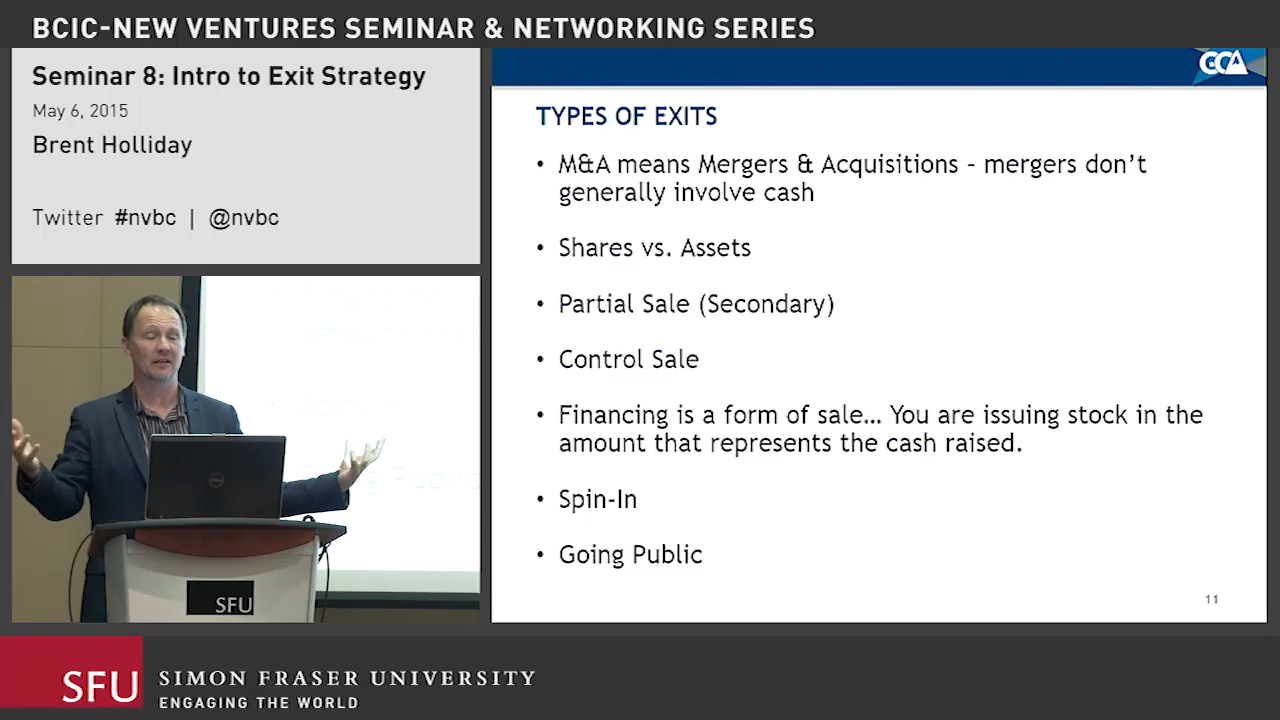 BCIC-NEW VENTURES SEMINAR & NETWORKING SERIES
Seminar 8: Intro to Exit Strategy
May 6, 2015
Brent Holliday
Twitter #nvbc | @nvbc
GCA
TYPES OF EXITS
• M&A means Mergers & Acquisitions - mergers don't
generally involve cash
• Shares vs. Assets
• Partial Sale (Secondary)
• Control Sale
• Financing is a form of sale... You are issuing stock in the
amount that represents the cash raised.
• Spin-In
• Going Public
11
SFU
SFU
SIMON FRASER UNIVERSITY
ENGAGING THE WORLD